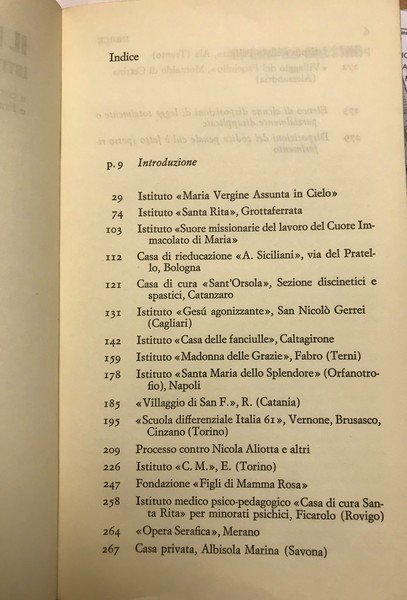 Indice
p. 9 Introduzione
29 Istituto «Maria Vergine Assunta in Cielo»
74 Istituto «Santa Rita», Grottaferrata
103 Istituto «Suore missionarie del lavoro del Cuore Im-
macolato di Maria»
112 Casa di rieducazione «A. Siciliani», via del Pratel-
lo, Bologna
121 Casa di cura «Sant'Orsola», Sezione discinetici e
spastici, Catanzaro
131 Istituto «Gesú agonizzante», San Nicolò Gerrei
(Cagliari)
142 Istituto «Casa delle fanciulle», Caltagirone
159 Istituto «Madonna delle Grazie», Fabro (Terni)
178 Istituto «Santa Maria dello Splendore» (Orfanotro-
fio), Napoli
185 «Villaggio di San F.», R. (Catania)
195 «Scuola differenziale Italia 61», Vernone, Brusasco,
Cinzano (Torino)
209 Processo contro Nicola Aliotta e altri
226 Istituto «C. M.», E. (Torino)
247 Fondazione «Figli di Mamma Rosa»
258 Istituto medico psico-pedagogico «Casa di cura San-
ta Rita» per minorati psichici, Ficarolo (Rovigo)
264 «Opera Serafica», Merano
267 Casa privata, Albisola Marina (Savona)